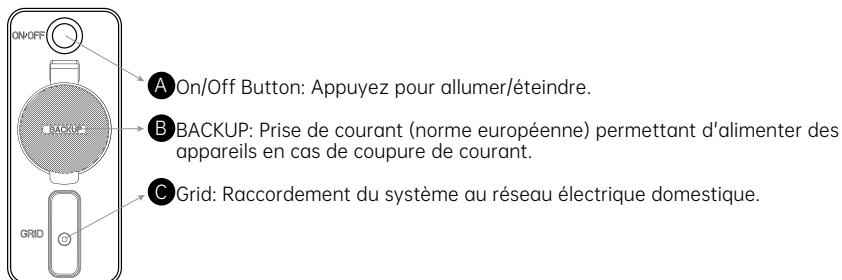 ON/OFF
A On/Off Button: Appuyez pour allumer/éteindre.
BACKUP
B BACKUP: Prise de courant (norme européenne) permettant d'alimenter des
appareils en cas de coupure de courant.
C Grid: Raccordement du système au réseau électrique domestique.
GRID